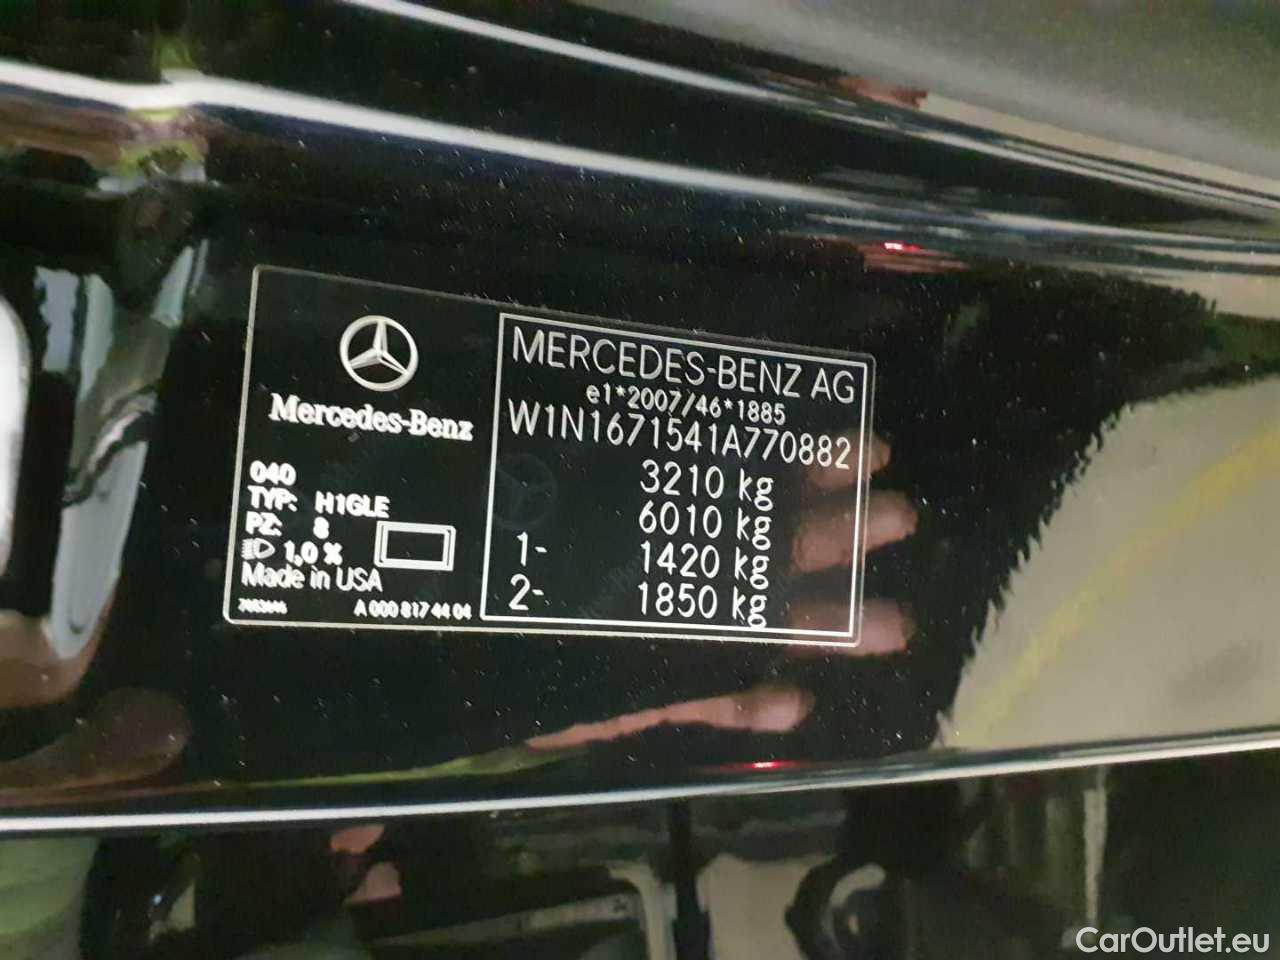 Mercedes-Benz
040
TYP: H1GLE
PZ: 8
1,0 %
Made in USA
A 000 817 44 04
MERCEDES-BENZ AG
e1*2007/46*1885
W1N1671541A770882
3210 kg
6010 kg
1- 1420 kg
2- 1850 kg
CarOutlet.eu